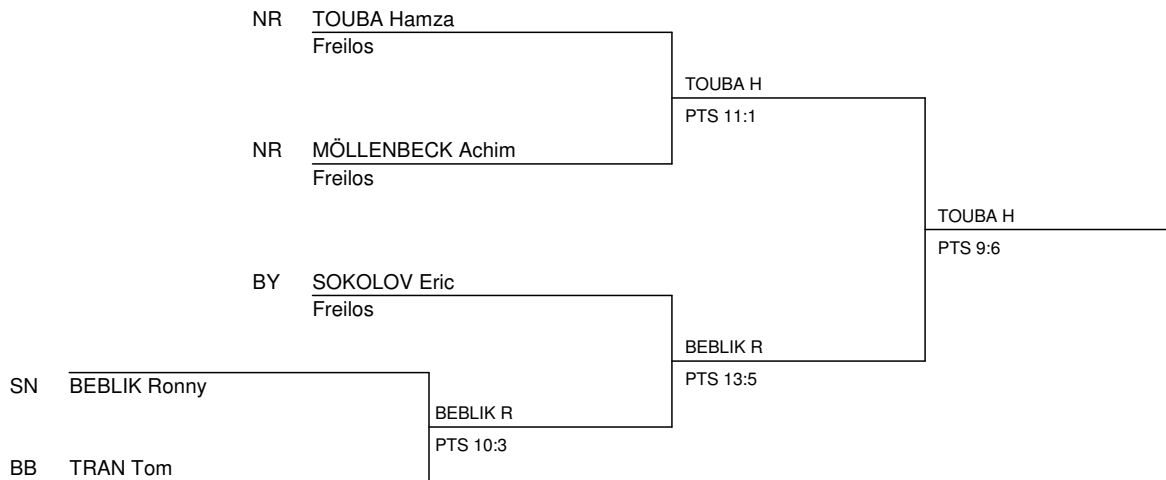 NR TOUBA Hamza
Freilos
TOUBA H
PTS 11:1
NR MÖLLENBECK Achim
Freilos
TOUBA H
PTS 9:6
BY SOKOLOV Eric
Freilos
BEBLIK R
PTS 13:5
SN BEBLIK Ronny
BEBLIK R
PTS 10:3
BB TRAN Tom